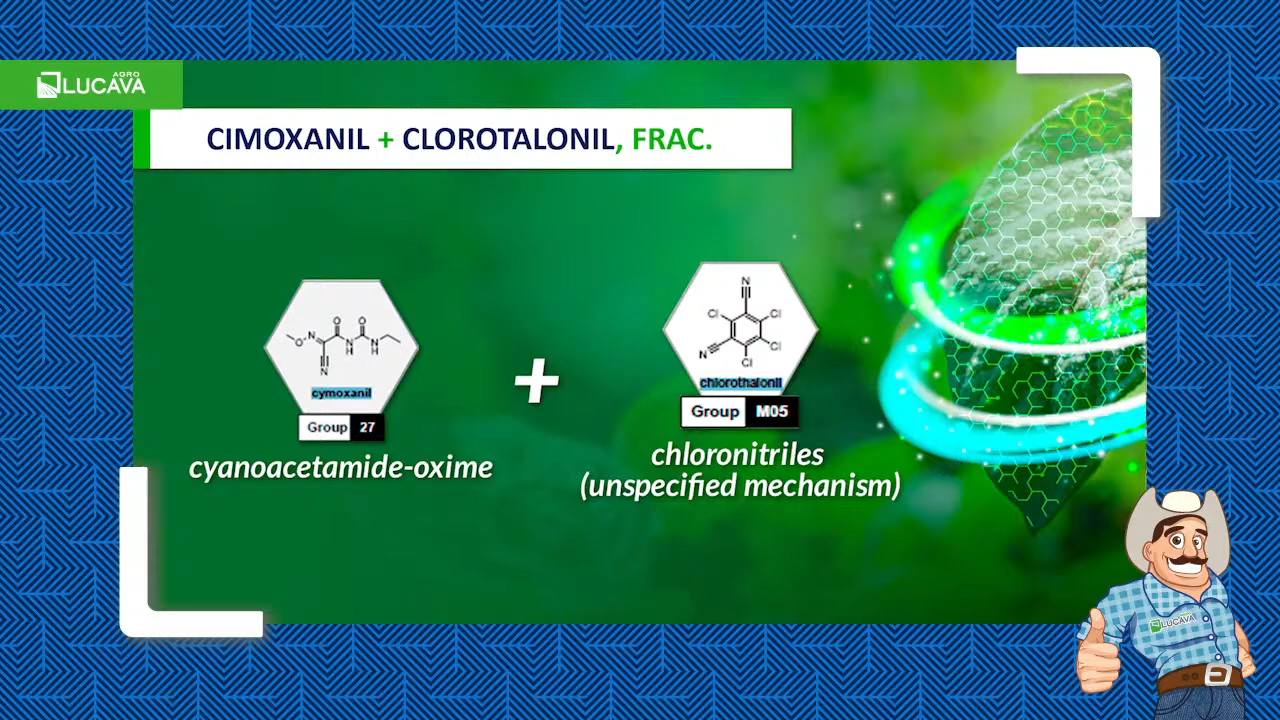 AGRO
LUCAVA
CIMOXANIL + CLOROTALONIL, FRAC.
O
O
O
N
N
H
N
H
N
cymoxanil
Group 27
cyanoacetamide-oxime
+
N
Cl
Cl
Cl
N
Cl
chlorothalonil
Group M05
chloronitriles
(unspecified mechanism)
LUCAVA